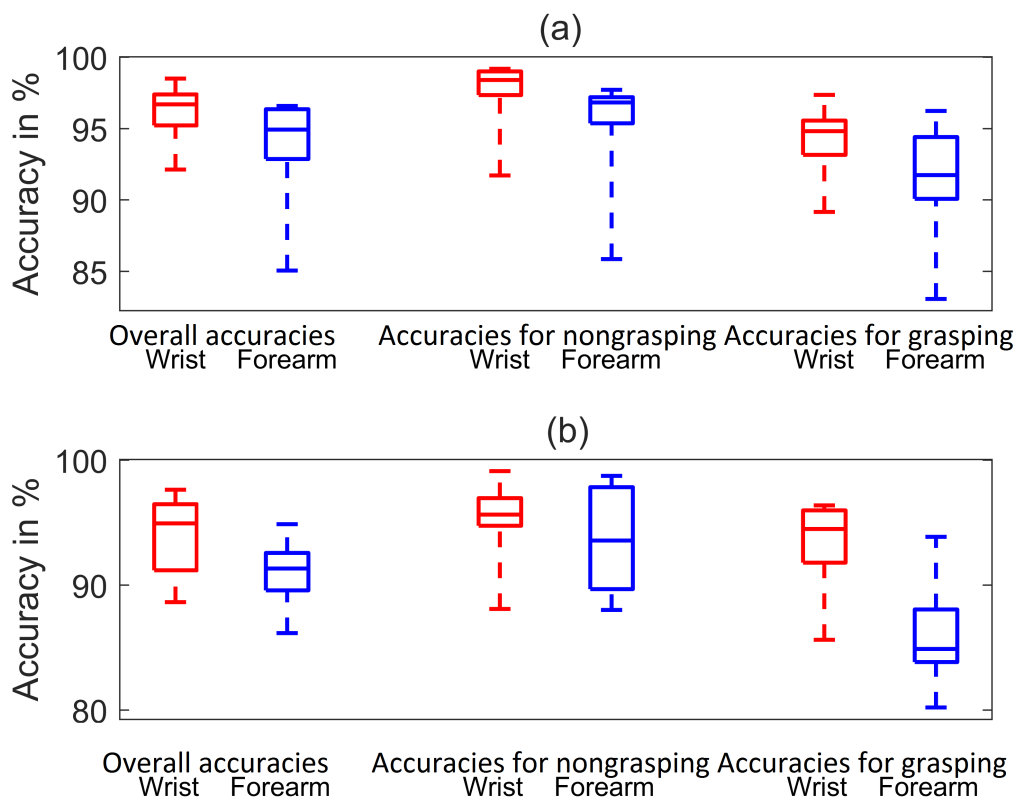 (a)
Accuracy in %
100
95
90
85
Overall accuracies Accuracies for nongrasping Accuracies for grasping
Wrist Forearm Wrist Forearm Wrist Forearm
(b)
Accuracy in %
100
90
80
Overall accuracies Accuracies for nongrasping Accuracies for grasping
Wrist Forearm Wrist Forearm Wrist Forearm